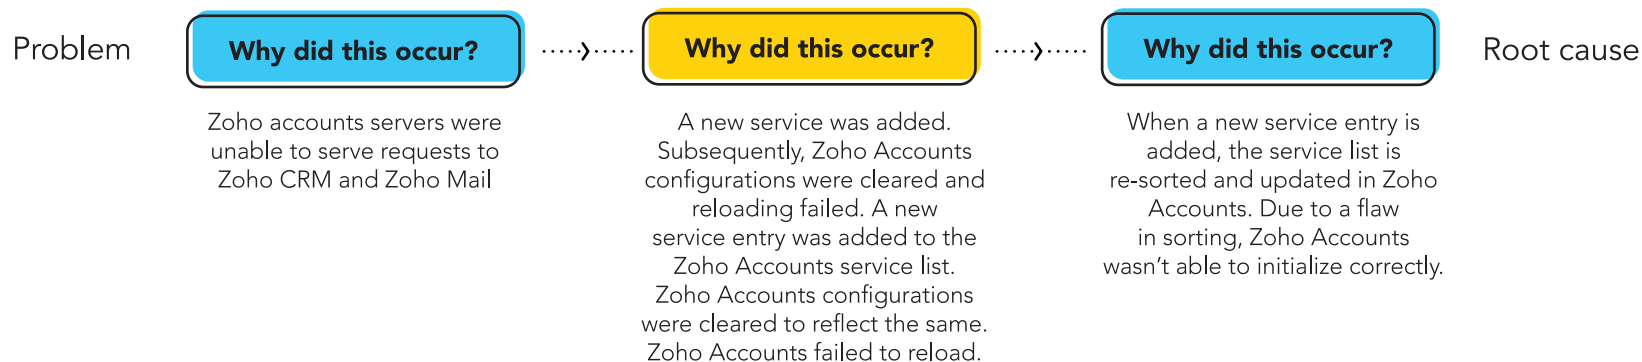 Problem
Why did this occur?
Zoho accounts servers were
unable to serve requests to
Zoho CRM and Zoho Mail
Why did this occur?
A new service was added.
Subsequently, Zoho Accounts
configurations were cleared and
reloading failed. A new
service entry was added to the
Zoho Accounts service list.
Zoho Accounts configurations
were cleared to reflect the same.
Zoho Accounts failed to reload.
Why did this occur?
When a new service entry is
added, the service list is
re-sorted and updated in Zoho
Accounts. Due to a flaw
in sorting, Zoho Accounts
wasn't able to initialize correctly.
Root cause